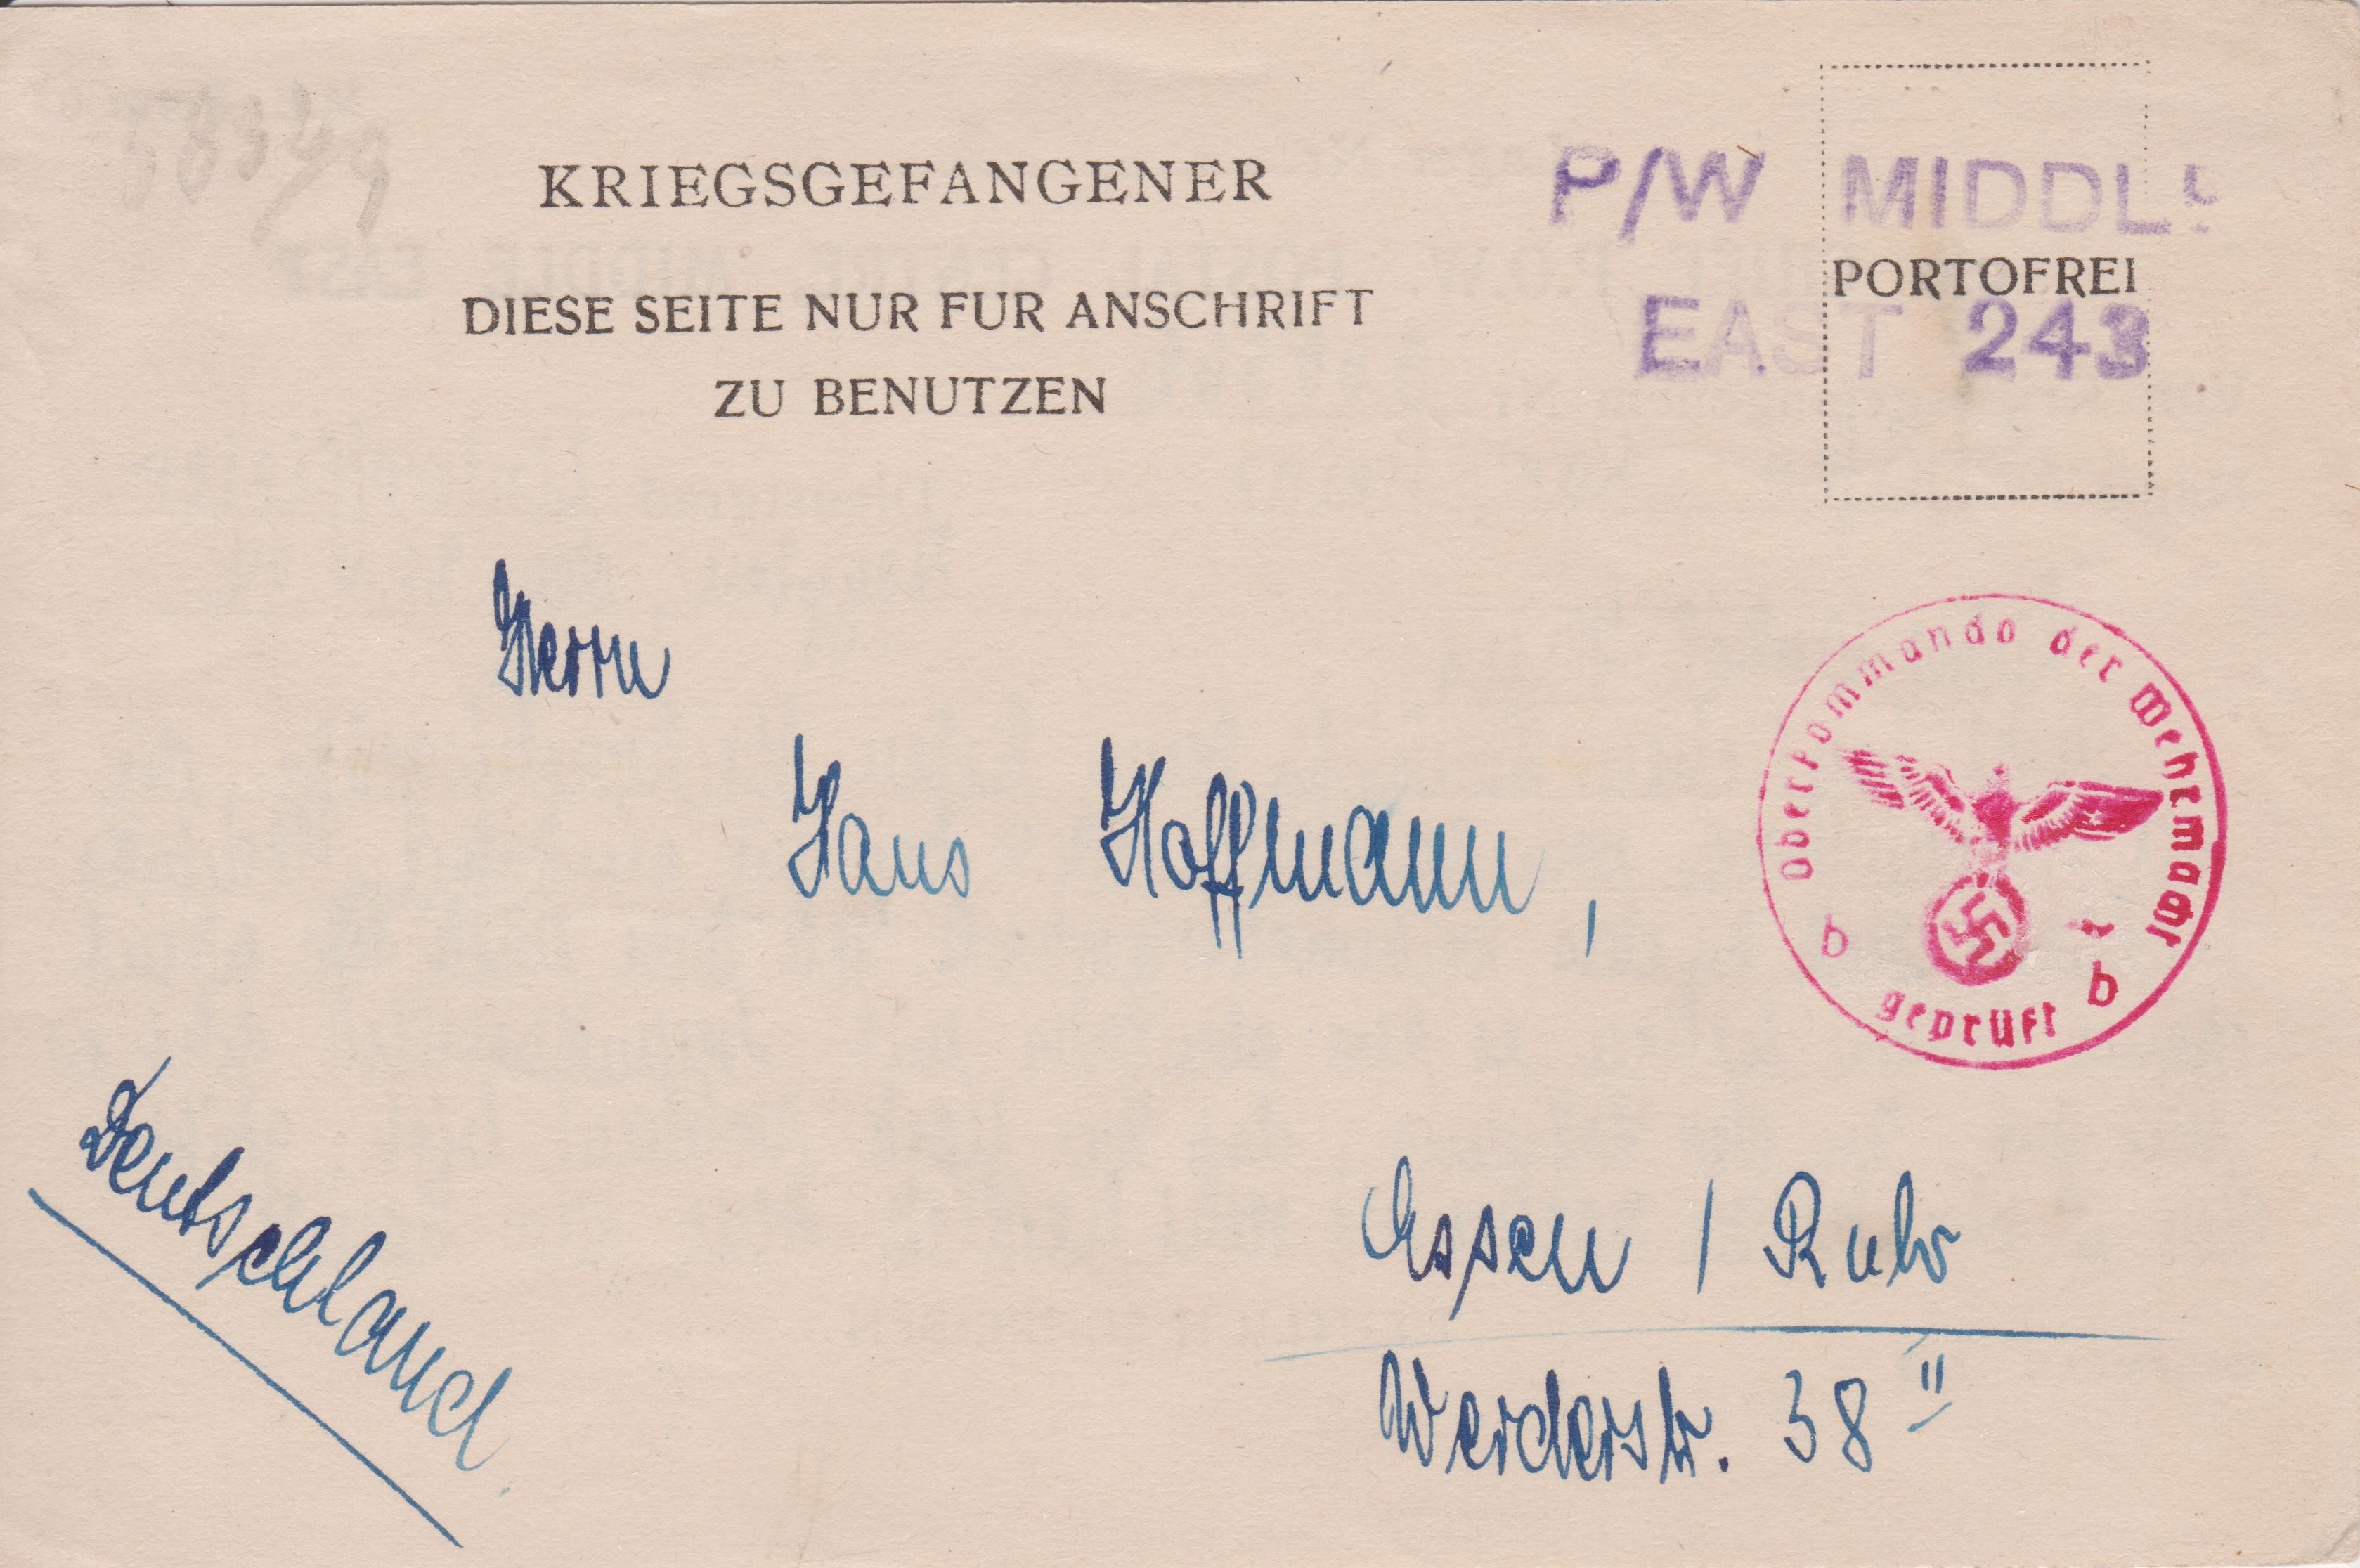 KRIEGSGEFANGENER
DIESE SEITE NUR FUR ANSCHRIFT
ZU BENUTZEN
P/W MIDDLE
PORTOFREI
EAST 243
Herrn
Hans Hoffmann,
Oberkommando der Wehrmacht
b b
geprüft
Deutschland.
Essen / Ruhr
Werderstr. 38 II